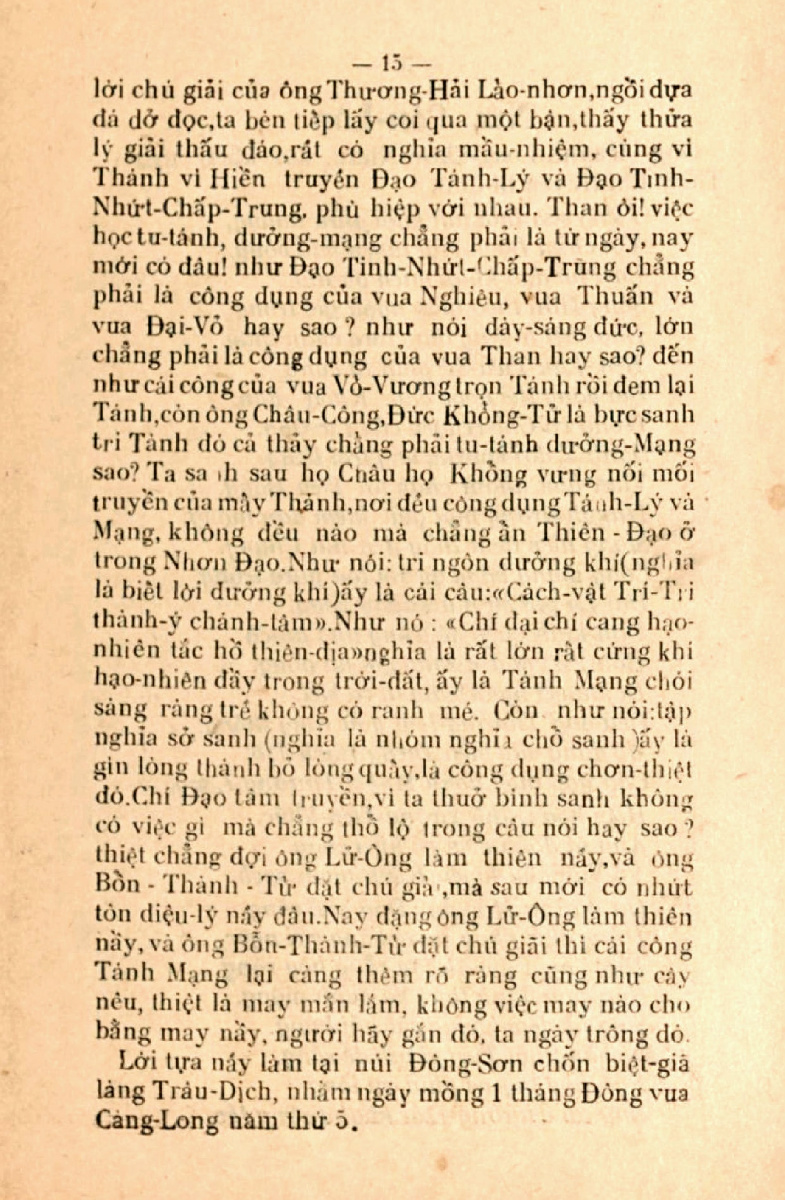 — 15 —
lời chú giải của ông Thương-Hải Lảo-nhơn,ngồi dựa
đá dở đọc,ta bèn tiếp lấy coi qua một bận,thấy thửa
lý giải thấu đáo,rất có nghĩa mầu-nhiệm, cùng vì
Thánh vì Hiền truyền Đạo Tánh-Lý và Đạo Tinh-
Nhứt-Chấp-Trung, phù hiệp với nhau. Than ôi! việc
học tu-tánh, dưởng-mạng chẳng phải là từ ngày, nay
mới có đâu! như Đạo Tinh-Nhứt-Chấp-Trung chẳng
phải là công dụng của vua Nghiêu, vua Thuấn và
vua Đại-Võ hay sao ? như nói dảy-sáng đức, lớn
chẳng phải là công dụng của vua Than hay sao? đến
như cái công của vua Võ-Vương trọn Tánh rồi đem lại
Tánh,còn ông Châu-Công,Đức Khổng-Tử là bực sanh
tri Tánh đó cả thảy chẳng phải tu-tánh dưởng-Mạng
sao? Ta sanh sau họ Châu họ Khổng vưng nối mối
truyền của mấy Thánh,nơi đều công dụng Tánh-Lý và
Mạng, không đều nào mà chẳng ẩn Thiên - Đạo ở
trong Nhơn Đạo.Như nói: tri ngôn dưởng khí(nghĩa
là biết lời dưởng khí)ấy là cái câu:«Cách-vật Trí-Tri
thành-ý chánh-tâm».Như nó : «Chí đại chí cang hạo-
nhiên tắc hồ thiên-địa»nghĩa là rất lớn rất cứng khí
hạo-nhiên đầy trong trời-đất, ấy là Tánh Mạng chói
sáng ràng trể không có ranh mé. Còn như nói:tập
nghĩa sở sanh (nghĩa là nhóm nghĩa chổ sanh )ấy là
gìn lòng thành bỏ lòng quấy,là công dụng chơn-thiệt
đó.Chí Đạo tâm truyền,vì ta thuở bình sanh không
có việc gì mà chẳng thổ lộ trong câu nói hay sao ?
thiệt chẳng đợi ông Lữ-Ông làm thiên nầy,và ông
Bổn - Thành - Tử đặt chú giả ,mà sau mới có nhứt
tôn diệu-lý nầy đâu.Nay đặng ông Lữ-Ông làm thiên
nầy, và ông Bổn-Thành-Tử đặt chú giãi thì cái công
Tánh Mạng lại càng thêm rõ ràng cũng như cây
nêu, thiệt là may mắn lắm, không việc may nào cho
bằng may nầy, người hãy gắn đó, ta ngày trông đó.
Lời tựa nầy làm tại núi Đông-Sơn chốn biệt-giã
làng Trâu-Dịch, nhằm ngày mồng 1 tháng Đông vua
Càng-Long năm thứ 5.